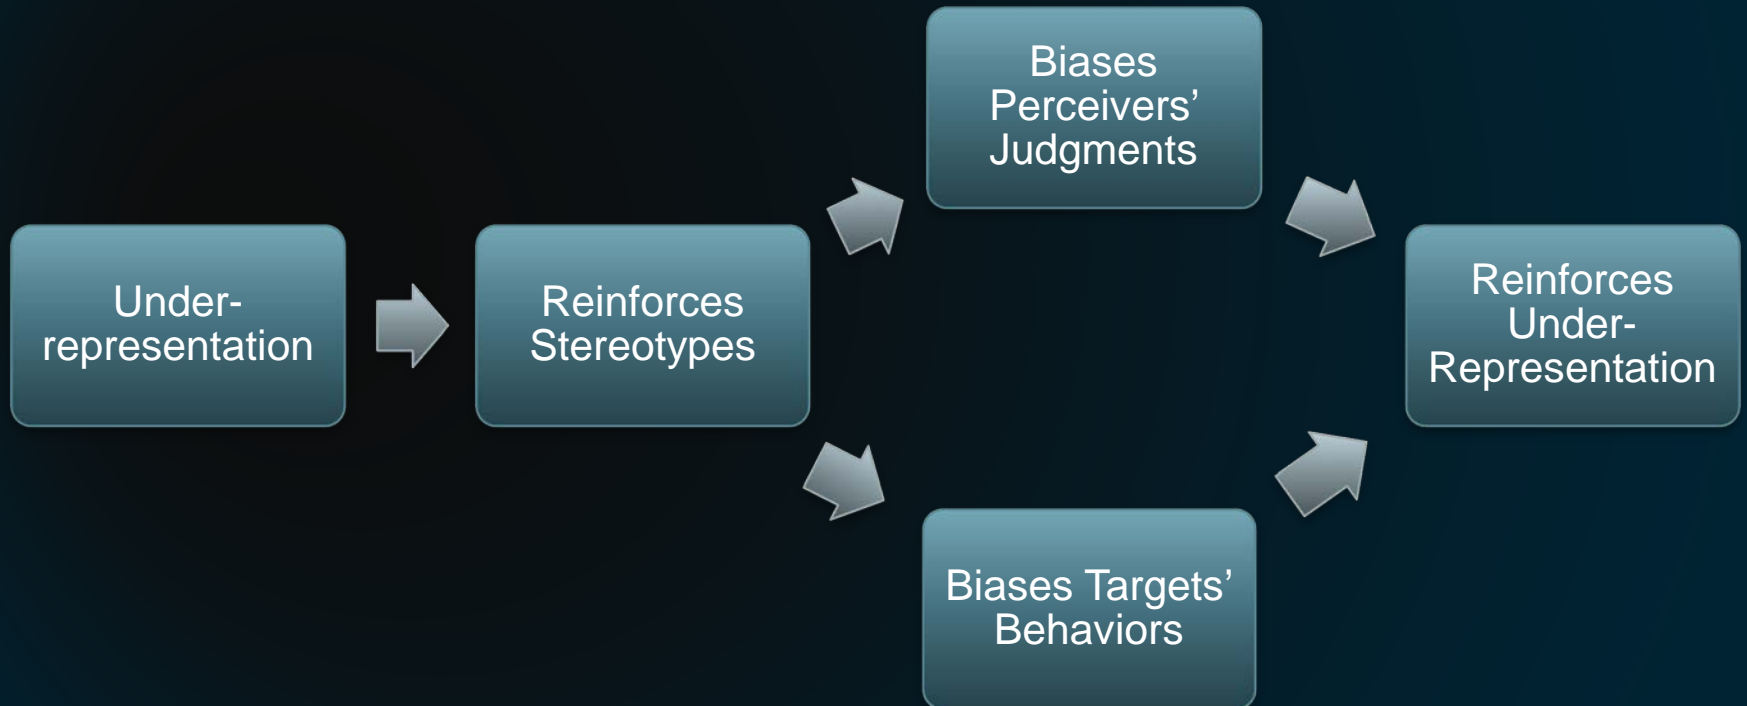 Under-
representation
Reinforces
Stereotypes
Biases
Perceivers’
Judgments
Biases Targets’
Behaviors
Reinforces
Under-
Representation